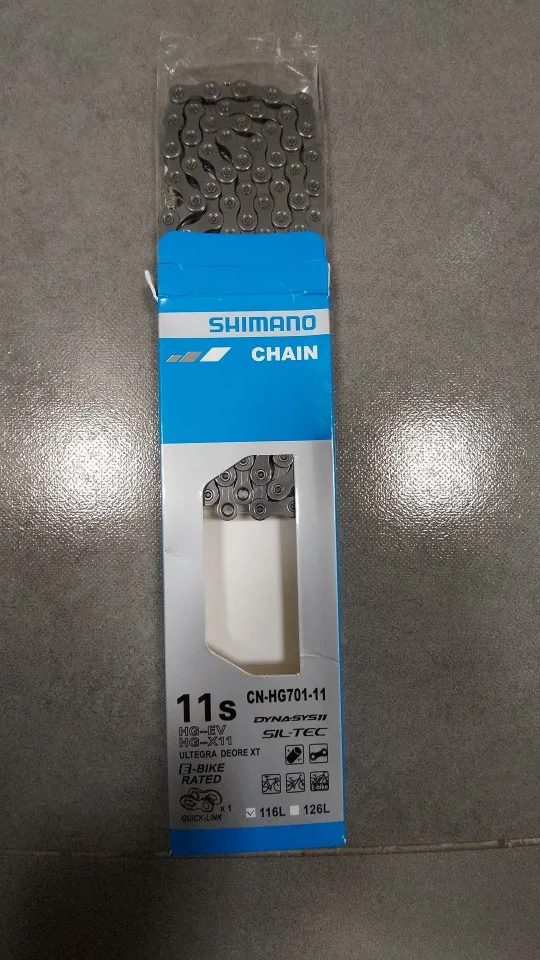 SHIMANO
CHAIN
11s CN-HG701-11
HG-EV
HG-X11
DYNA-SYS11
SIL-TEC
ULTEGRA DEORE XT
E-BIKE
RATED
x 1
QUICK-LINK
116L 126L